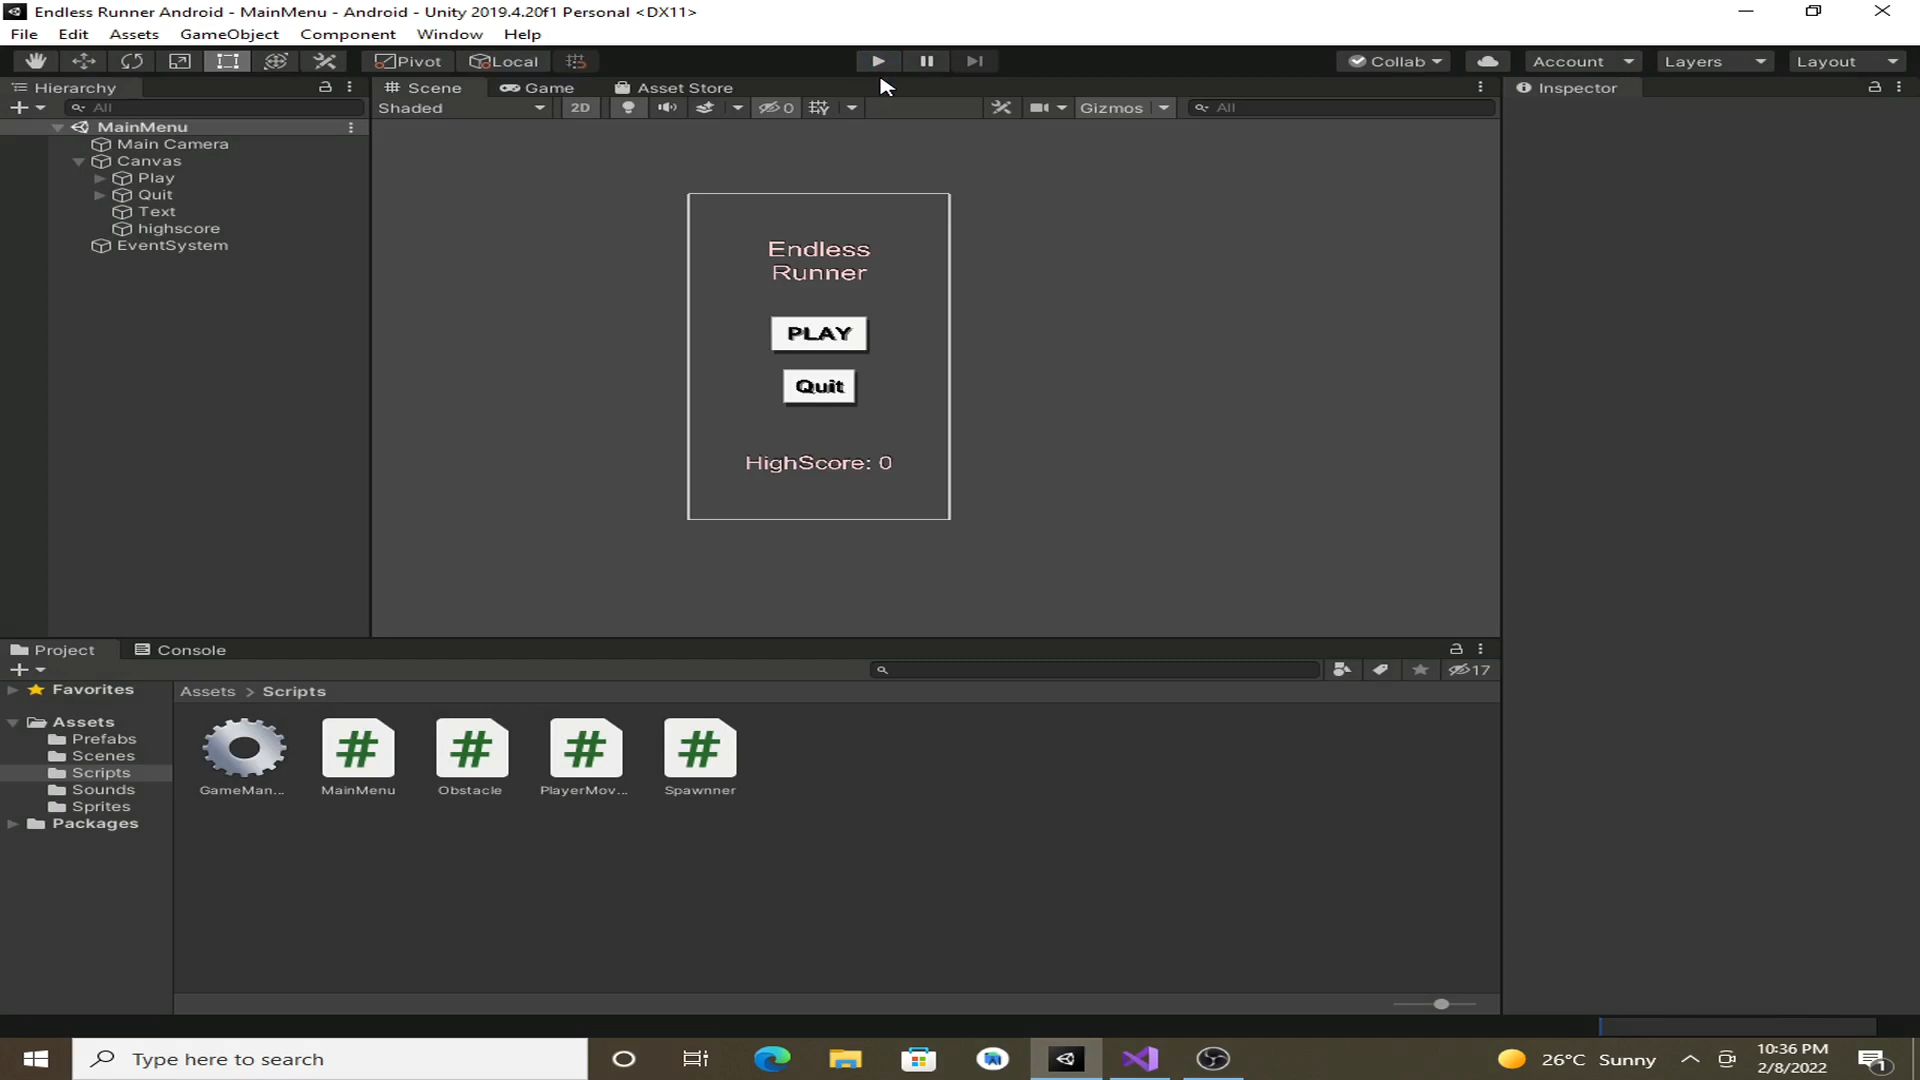 Endless Runner Android - MainMenu - Android - Unity 2019.4.20f1 Personal <DX11>
File Edit Assets GameObject Component Window Help
Pivot Local Collab Account Layers Layout
Hierarchy Scene Game Asset Store Inspector
All Shaded 2D 0 Gizmos All
MainMenu
Main Camera
Canvas
Play
Quit
Text
highscore
EventSystem
Endless
Runner
PLAY
Quit
HighScore: 0
Project Console
17
Favorites
Assets > Scripts
Assets
Prefabs
Scenes
Scripts
Sounds
Sprites
Packages
GameMan... MainMenu Obstacle PlayerMov... Spawnner
Type here to search
26°C Sunny
10:36 PM
2/8/2022
1